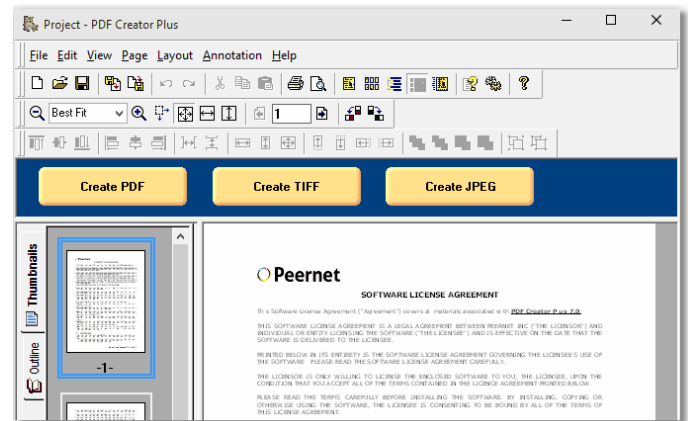 Project - PDF Creator Plus
File Edit View Page Layout Annotation Help
Best Fit
1
Create PDF Create TIFF Create JPEG
Thumbnails
Outline
-1-
Peernet
SOFTWARE LICENSE AGREEMENT
This Software License Agreement ("Agreement") covers all materials associated with PDF Creator Plus 7.0.
THIS SOFTWARE LICENSE AGREEMENT IS A LEGAL AGREEMENT BETWEEN PEERNET INC ("THE LICENSOR") AND
INDIVIDUAL OR ENTITY LICENSING THE SOFTWARE ("THE LICENSEE") AND IS EFFECTIVE ON THE DATE THAT THE
SOFTWARE IS DELIVERED TO THE LICENSEE.
PRINTED BELOW IN ITS ENTIRETY IS THE SOFTWARE LICENSE AGREEMENT GOVERNING THE LICENSEE'S USE OF
THE SOFTWARE PLEASE READ THE SOFTWARE LICENSE AGREEMENT CAREFULLY.
THE LICENSOR IS ONLY WILLING TO LICENSE THE ENCLOSED SOFTWARE TO YOU, THE LICENSEE, UPON THE
CONDITION THAT YOU ACCEPT ALL OF THE TERMS CONTAINED IN THE LICENCE AGREEMENT PRINTED BELOW.
PLEASE READ THE TERMS CAREFULLY BEFORE INSTALLING THE SOFTWARE. BY INSTALLING, COPYING OR
OTHERWISE USING THE SOFTWARE, THE LICENSEE IS CONSENTING TO BE BOUND BY ALL OF THE TERMS OF
THIS LICENSE AGREEMENT.